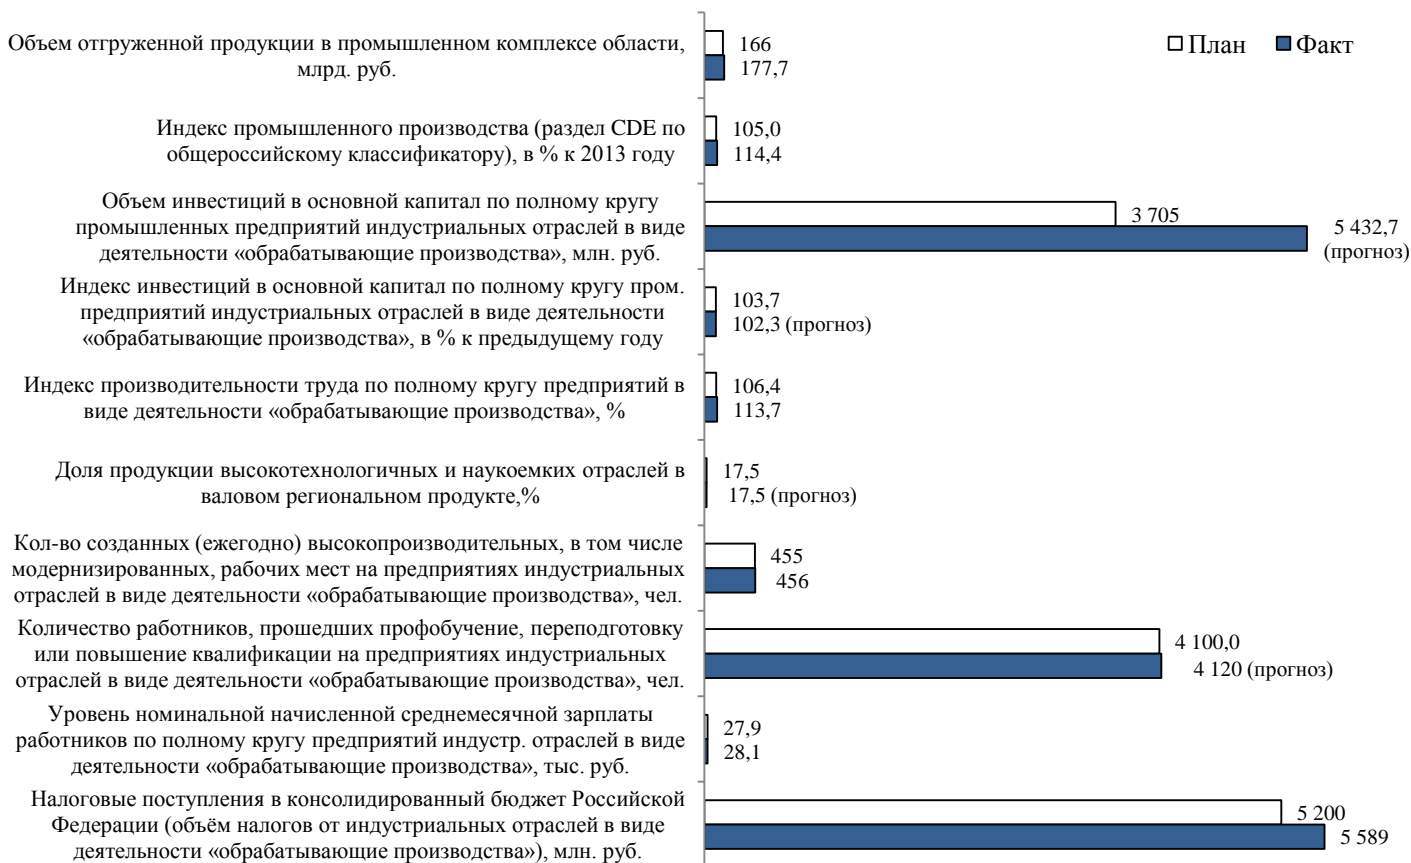 Объем отгруженной продукции в промышленном комплексе области,
млрд. руб.
166
177,7
План
Факт
Индекс промышленного производства (раздел CDE по
общероссийскому классификатору), в % к 2013 году
105,0
114,4
Объем инвестиций в основной капитал по полному кругу
промышленных предприятий индустриальных отраслей в виде
деятельности «обрабатывающие производства», млн. руб.
3 705
5 432,7
(прогноз)
Индекс инвестиций в основной капитал по полному кругу пром.
предприятий индустриальных отраслей в виде деятельности
«обрабатывающие производства», в % к предыдущему году
103,7
102,3 (прогноз)
Индекс производительности труда по полному кругу предприятий в
виде деятельности «обрабатывающие производства», %
106,4
113,7
Доля продукции высокотехнологичных и наукоемких отраслей в
валовом региональном продукте,%
17,5
17,5 (прогноз)
Кол-во созданных (ежегодно) высокопроизводительных, в том числе
модернизированных, рабочих мест на предприятиях индустриальных
отраслей в виде деятельности «обрабатывающие производства», чел.
455
456
Количество работников, прошедших профобучение, переподготовку
или повышение квалификации на предприятиях индустриальных
отраслей в виде деятельности «обрабатывающие производства», чел.
4 100,0
4 120 (прогноз)
Уровень номинальной начисленной среднемесячной зарплаты
работников по полному кругу предприятий индустр. отраслей в виде
деятельности «обрабатывающие производства», тыс. руб.
27,9
28,1
Налоговые поступления в консолидированный бюджет Российской
Федерации (объём налогов от индустриальных отраслей в виде
деятельности «обрабатывающие производства»), млн. руб.
5 200
5 589